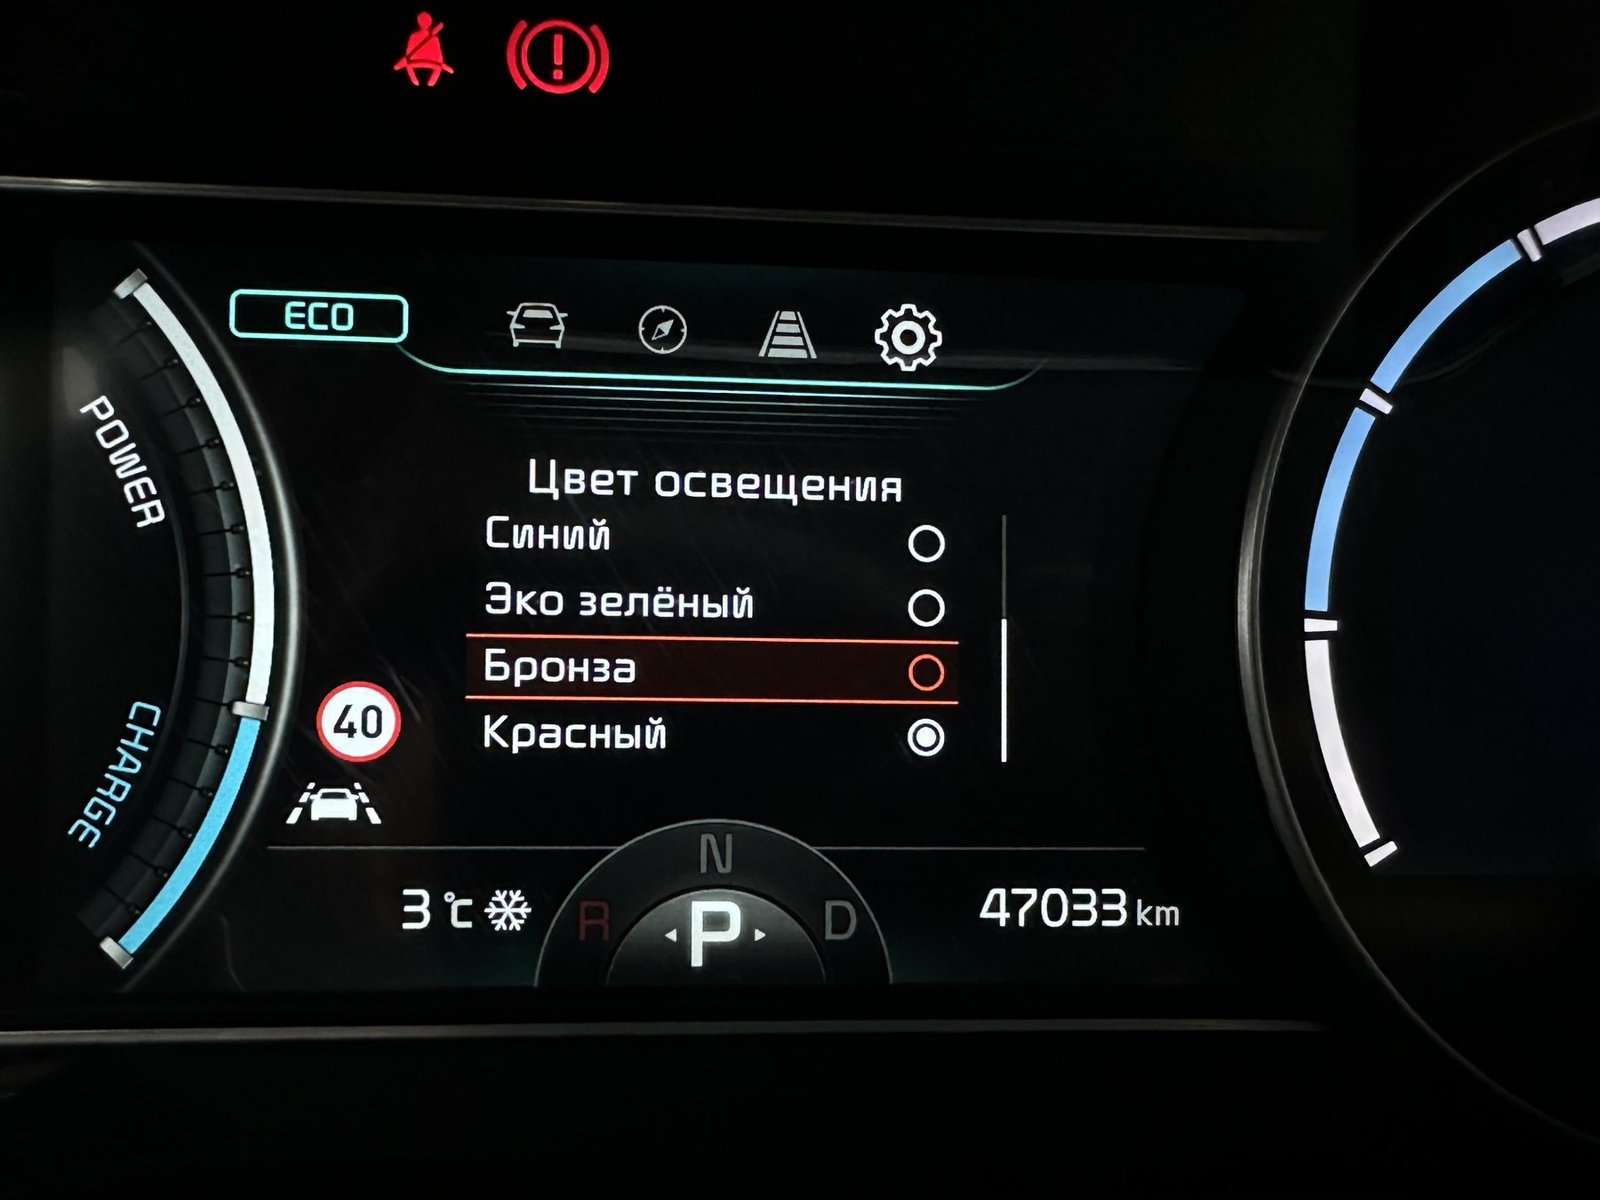 ECO
POWER
CHARGE
Цвет освещения
Синий
Эко зелёный
Бронза
Красный
40
N
3 °C
R
P
D
47033 km